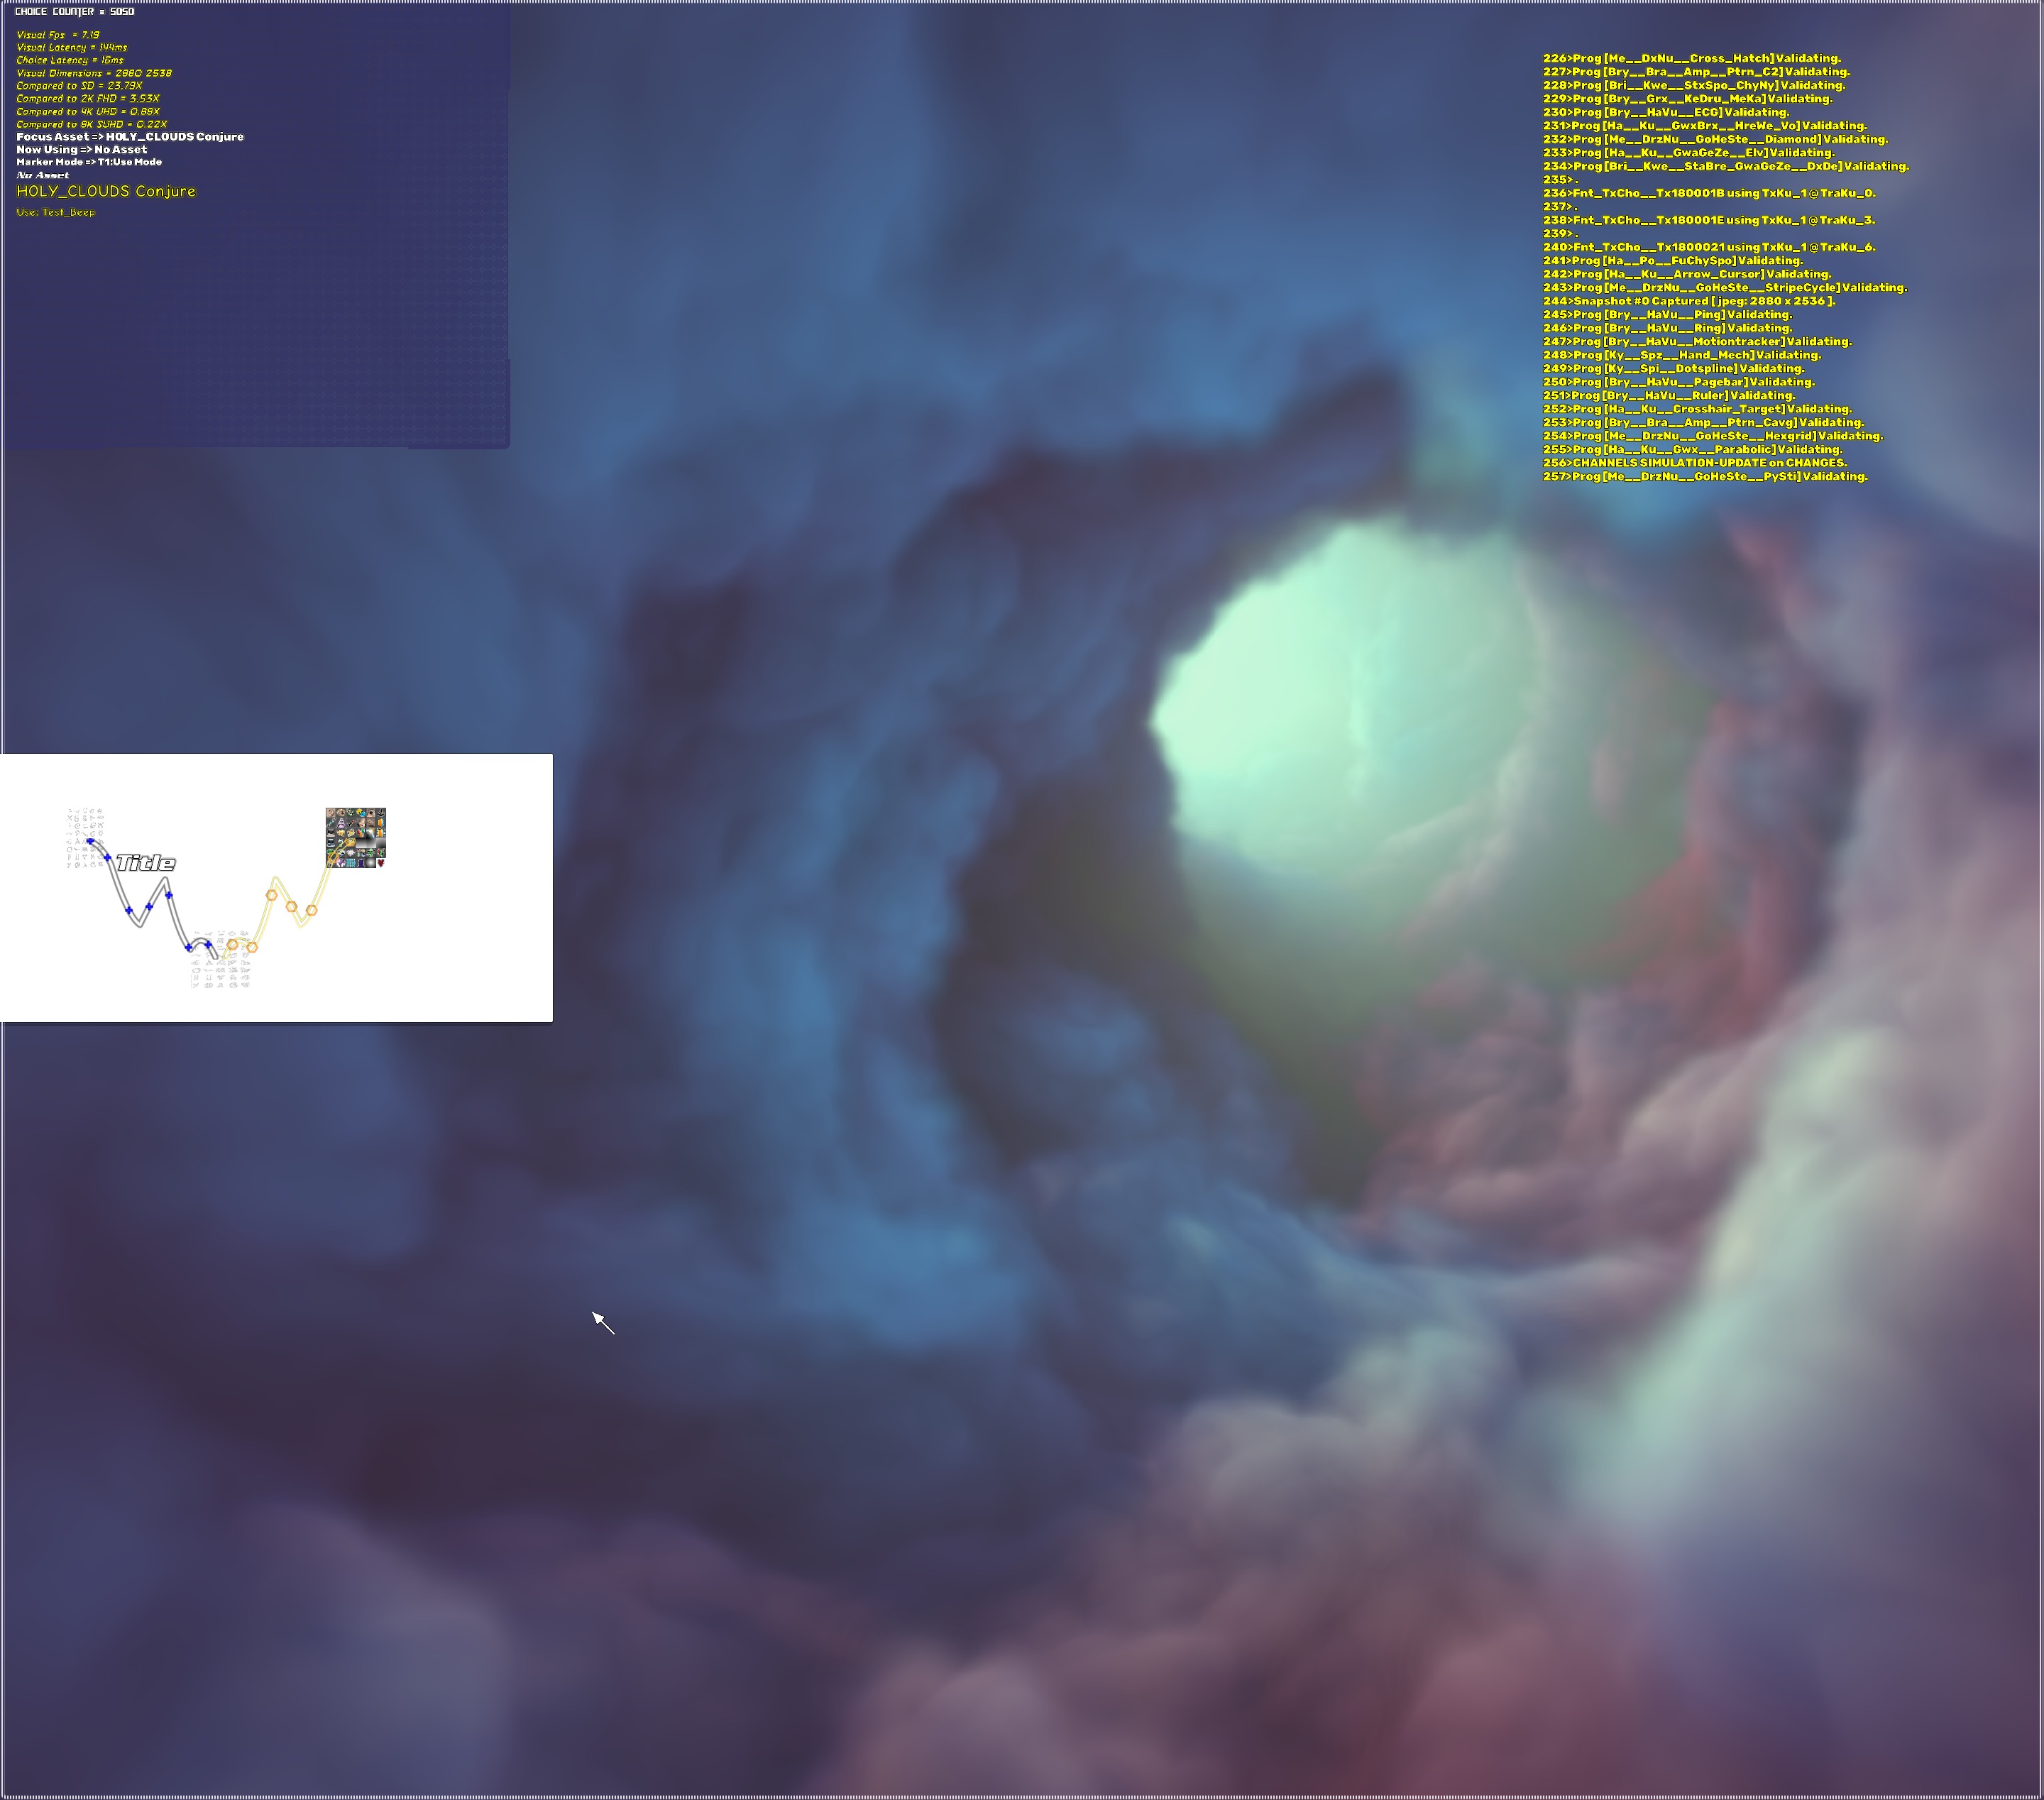 CHOICE COUNTER = 5050
Visual Fps = 7.19
Visual Latency = 144ms
Choice Latency = 16ms
Visual Dimensions = 2880 2538
Compared to SD = 23.79X
Compared to 2K FHD = 3.53X
Compared to 4K UHD = 0.88X
Compared to 8K SUHD = 0.22X
Focus Asset => HOLY_CLOUDS Conjure
Now Using => No Asset
Marker Mode => T1:Use Mode
No Asset
HOLY_CLOUDS Conjure
Use: Test_Beep
226>Prog [Me__DxNu__Cross_Hatch] Validating.
227>Prog [Bry__Bra__Amp__Ptrn_C2] Validating.
228>Prog [Bri__Kwe__StxSpo_ChyNy] Validating.
229>Prog [Bry__Grx__KeDru_MeKa] Validating.
230>Prog [Bry__HaVu__ECG] Validating.
231>Prog [Ha__Ku__GwxBrx__HreWe_Vo] Validating.
232>Prog [Me__DrzNu__GoHeSte__Diamond] Validating.
233>Prog [Ha__Ku__GwaGeZe__Elv] Validating.
234>Prog [Bri__Kwe__StaBre_GwaGeZe__DxDe] Validating.
235> .
236>Fnt_TxCho__Tx180001B using TxKu_1 @ TraKu_0.
237> .
238>Fnt_TxCho__Tx180001E using TxKu_1 @ TraKu_3.
239> .
240>Fnt_TxCho__Tx1800021 using TxKu_1 @ TraKu_6.
241>Prog [Ha__Po__FuChySpo] Validating.
242>Prog [Ha__Ku__Arrow_Cursor] Validating.
243>Prog [Me__DrzNu__GoHeSte__StripeCycle] Validating.
244>Snapshot #0 Captured [ jpeg: 2880 x 2536 ].
245>Prog [Bry__HaVu__Ping] Validating.
246>Prog [Bry__HaVu__Ring] Validating.
247>Prog [Bry__HaVu__Motiontracker] Validating.
248>Prog [Ky__Spz__Hand_Mech] Validating.
249>Prog [Ky__Spi__Dotspline] Validating.
250>Prog [Bry__HaVu__Pagebar] Validating.
251>Prog [Bry__HaVu__Ruler] Validating.
252>Prog [Ha__Ku__Crosshair_Target] Validating.
253>Prog [Bry__Bra__Amp__Ptrn_Cavg] Validating.
254>Prog [Me__DrzNu__GoHeSte__Hexgrid] Validating.
255>Prog [Ha__Ku__Gwx__Parabolic] Validating.
256>CHANNELS SIMULATION-UPDATE on CHANGES.
257>Prog [Me__DrzNu__GoHeSte__PySti] Validating.
Title